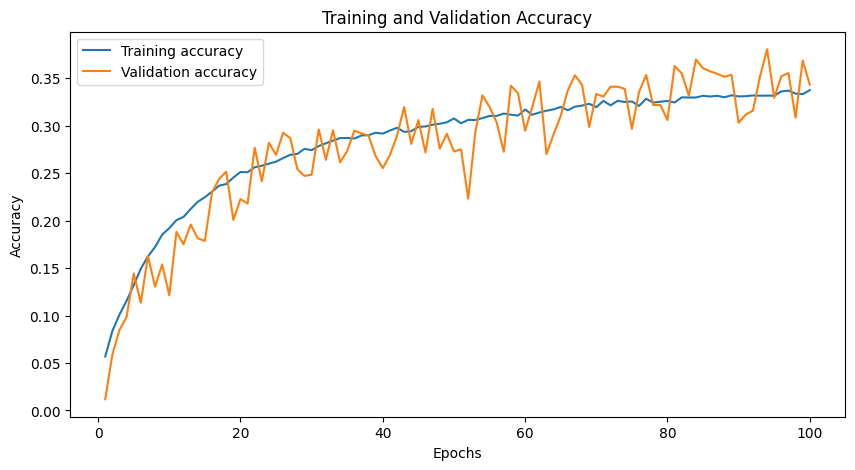 Training and Validation Accuracy
Training accuracy
Validation accuracy
0.35
0.30
0.25
0.20
0.15
0.10
0.05
0.00
Accuracy
0 20 40 60 80 100
Epochs